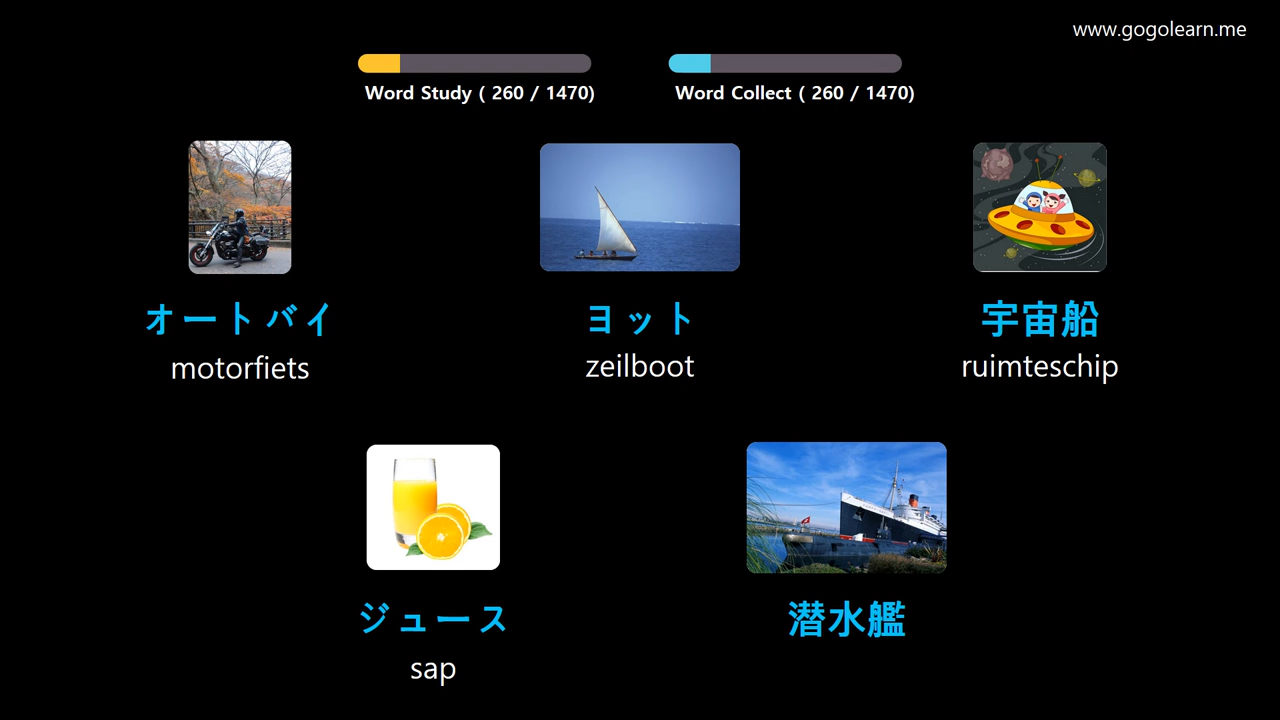 www.gogolearn.me
Word Study ( 260 / 1470)
Word Collect ( 260 / 1470)
オートバイ
motorfiets
ヨット
zeilboot
宇宙船
ruimteschip
ジュース
sap
潜水艦